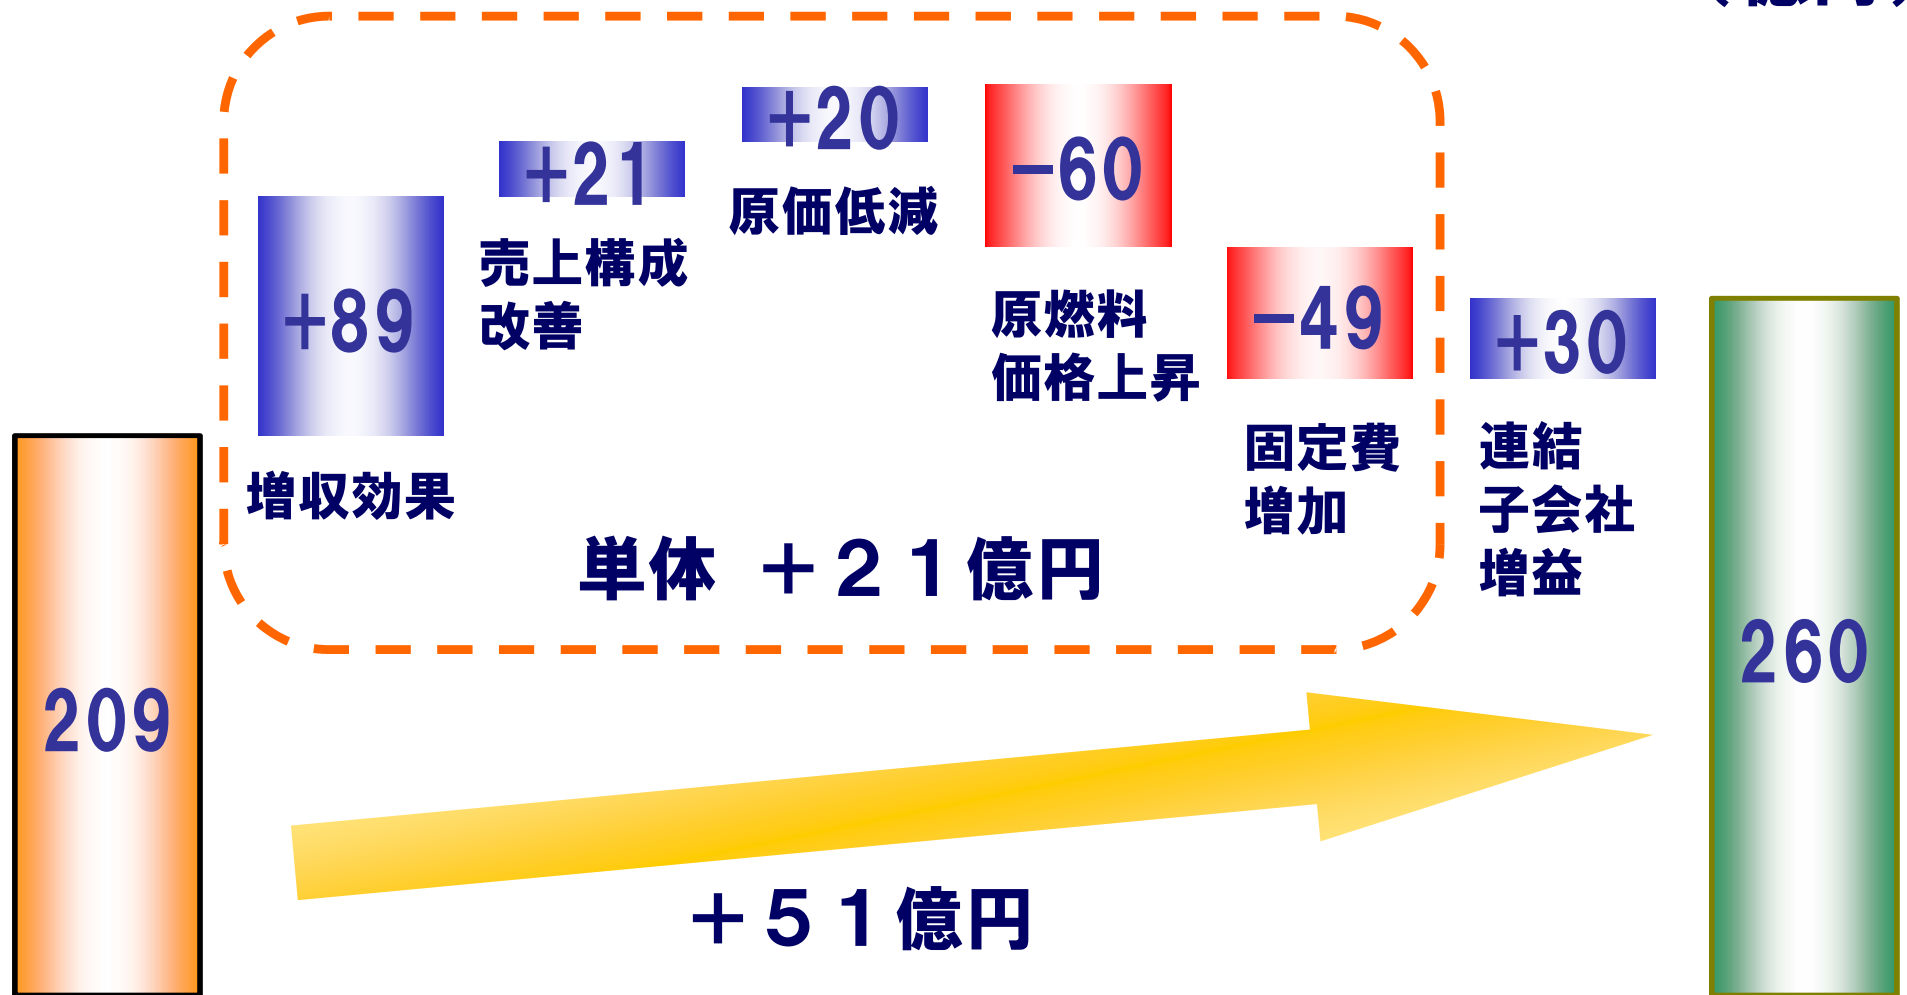 +89
増収効果
+21
売上構成
改善
+20
原価低減
-60
原燃料
価格上昇
-49
固定費
増加
+30
連結
子会社
増益
単体 +21億円
209
260
+51億円